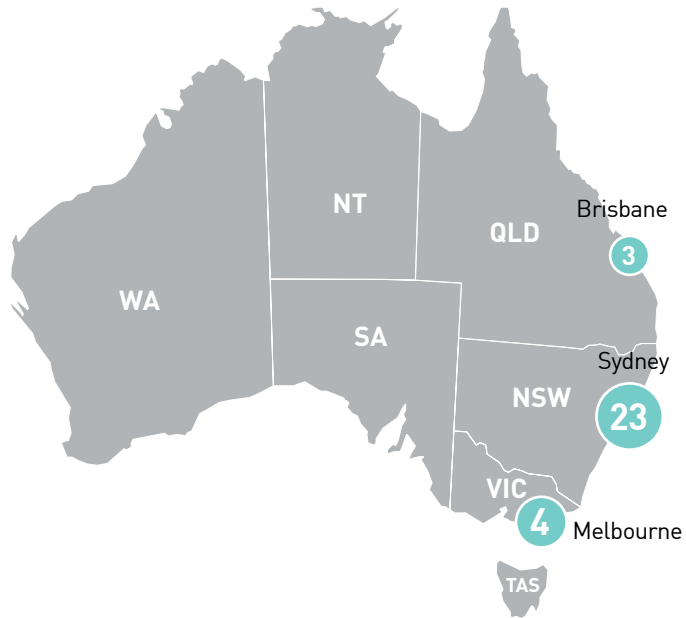 NT
Brisbane
QLD
3
WA
SA
Sydney
NSW
23
VIC
4
Melbourne
TAS